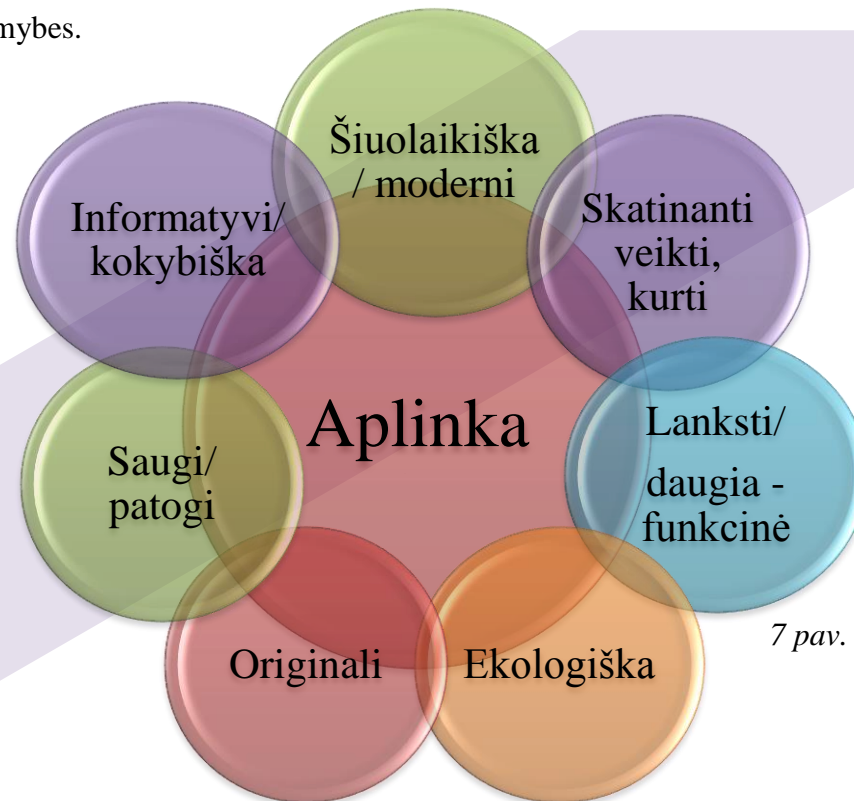 mybes.
Šiuolaikiška
/ moderni
Skatinanti
veikti,
kurti
Lanksti/
daugia -
funkcinė
Ekologiška
Originali
Saugi/
patogi
Informatyvi/
kokybiška
Aplinka
7 pav.